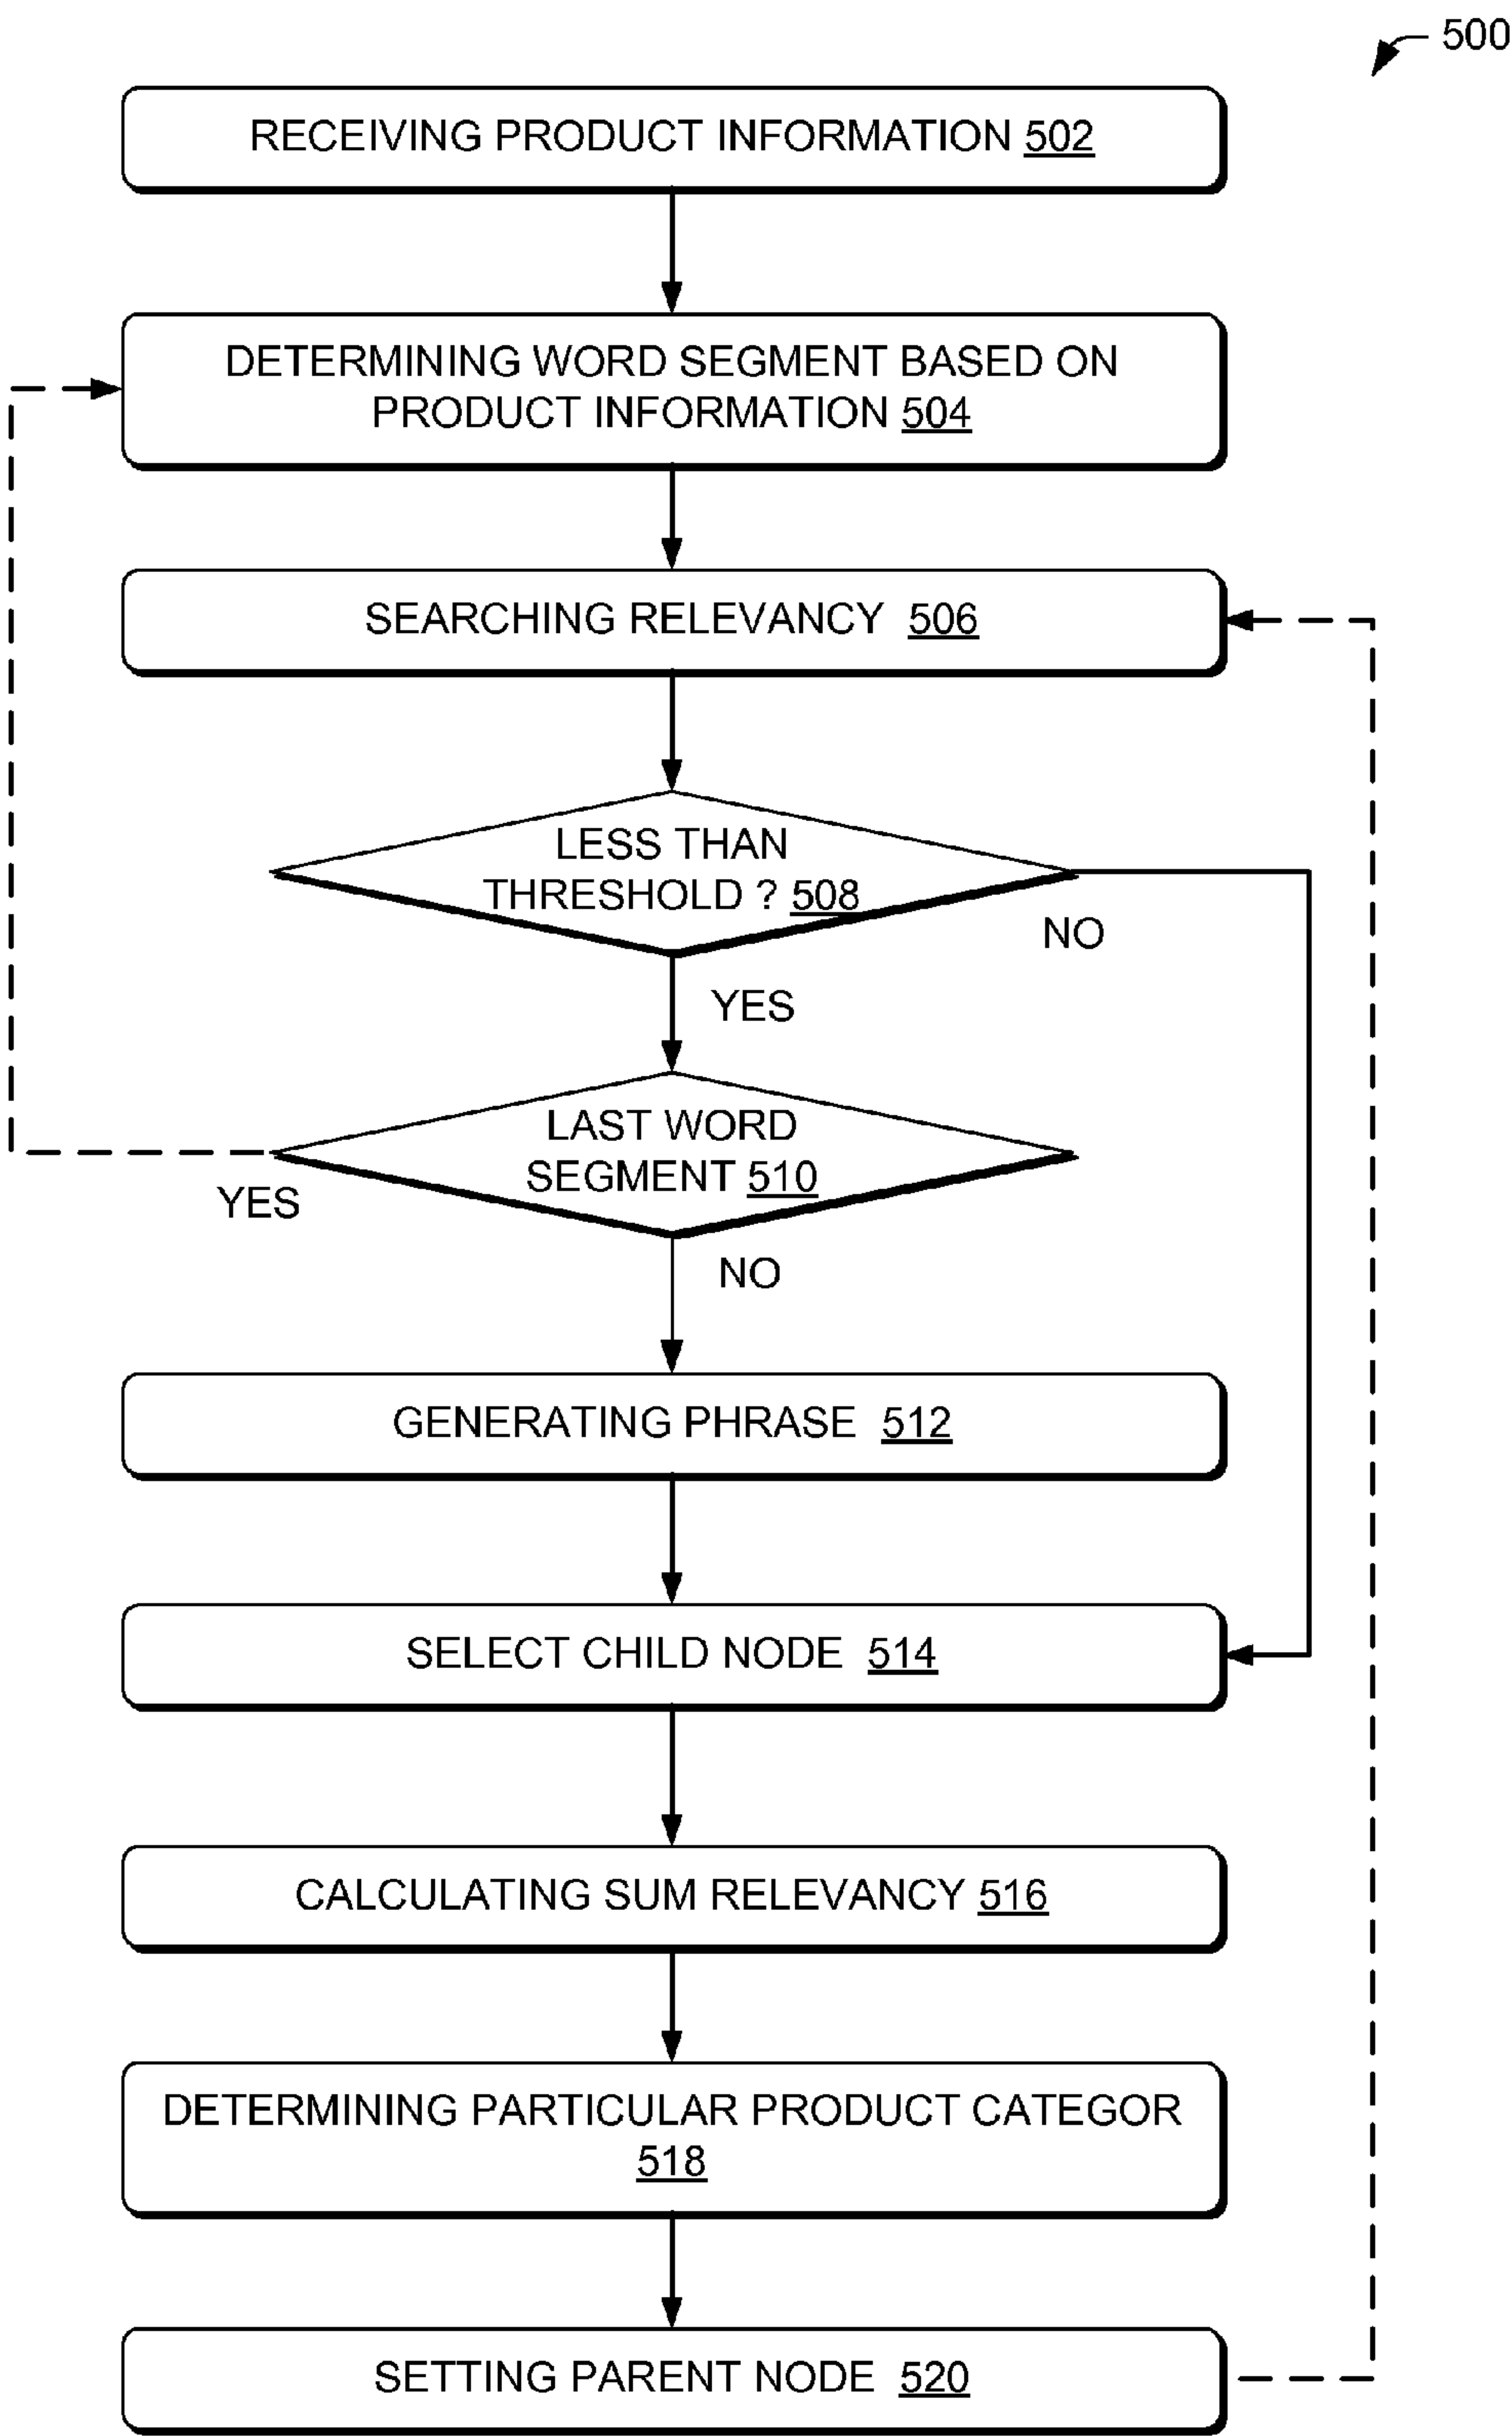 500
RECEIVING PRODUCT INFORMATION 502
DETERMINING WORD SEGMENT BASED ON
PRODUCT INFORMATION 504
SEARCHING RELEVANCY 506
LESS THAN
THRESHOLD ? 508
NO
YES
LAST WORD
SEGMENT 510
YES
NO
GENERATING PHRASE 512
SELECT CHILD NODE 514
CALCULATING SUM RELEVANCY 516
DETERMINING PARTICULAR PRODUCT CATEGOR
518
SETTING PARENT NODE 520